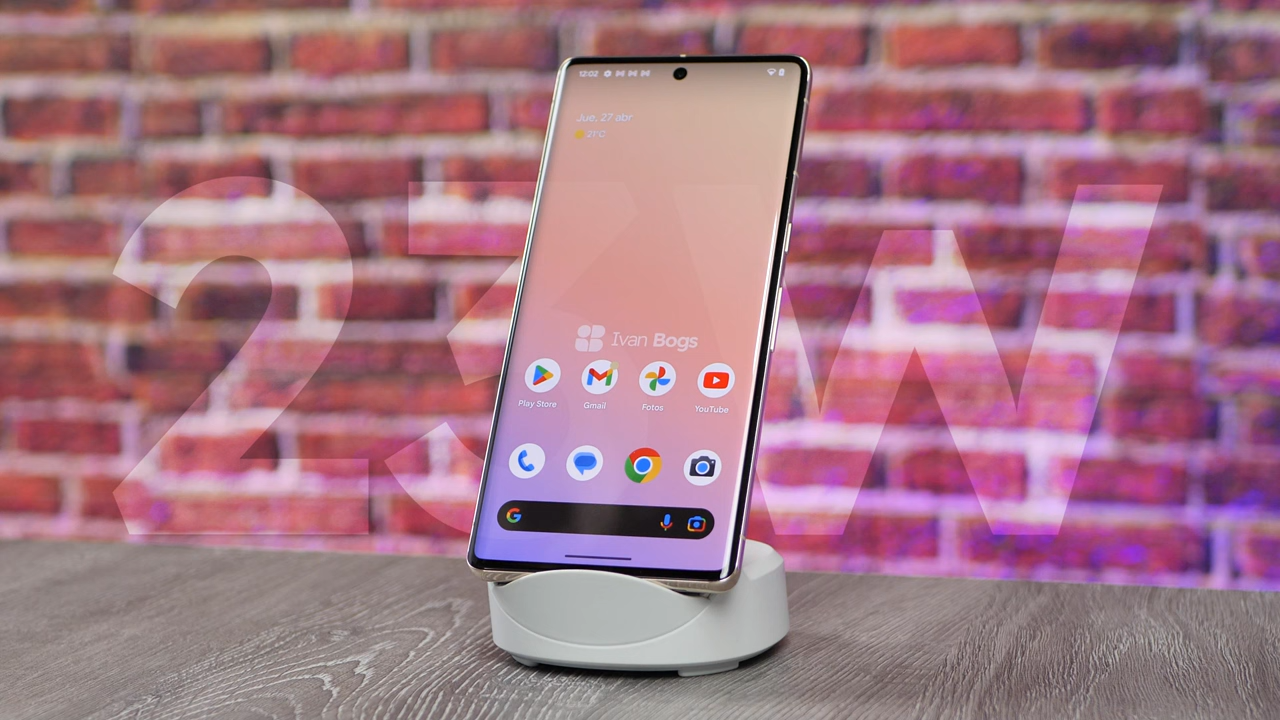 12:02
Jue, 27 abr
21°C
23W
Ivan Bogs
Play Store
Gmail
Fotos
YouTube